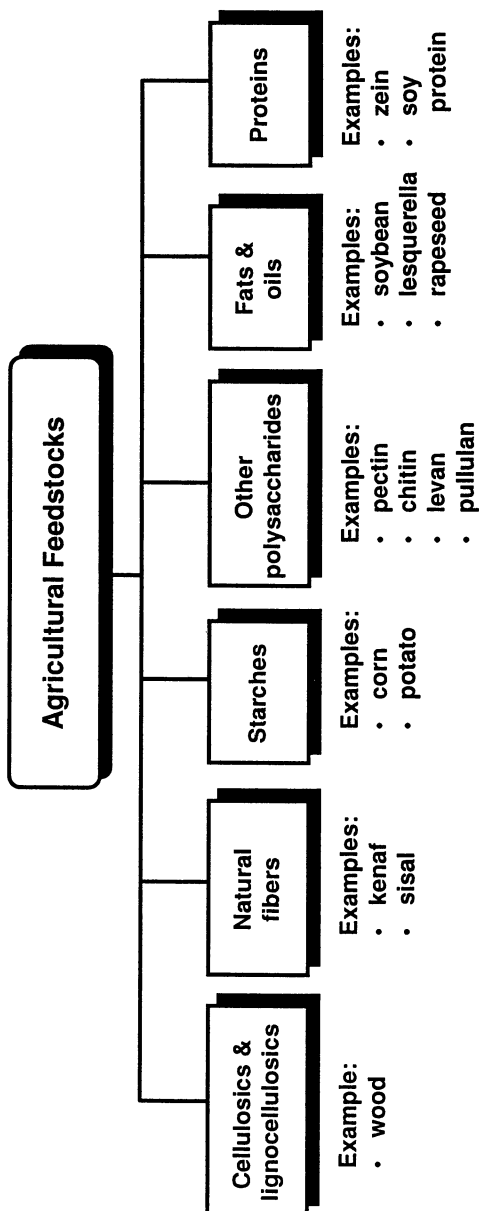 Agricultural Feedstocks
Cellulosics &
lignocellulosics
Example:
• wood
Natural
fibers
Examples:
• kenaf
• sisal
Starches
Examples:
• corn
• potato
Other
polysaccharides
Examples:
• pectin
• chitin
• levan
• pullulan
Fats &
oils
Examples:
• soybean
• lesquerella
• rapeseed
Proteins
Examples:
• zein
• soy
protein